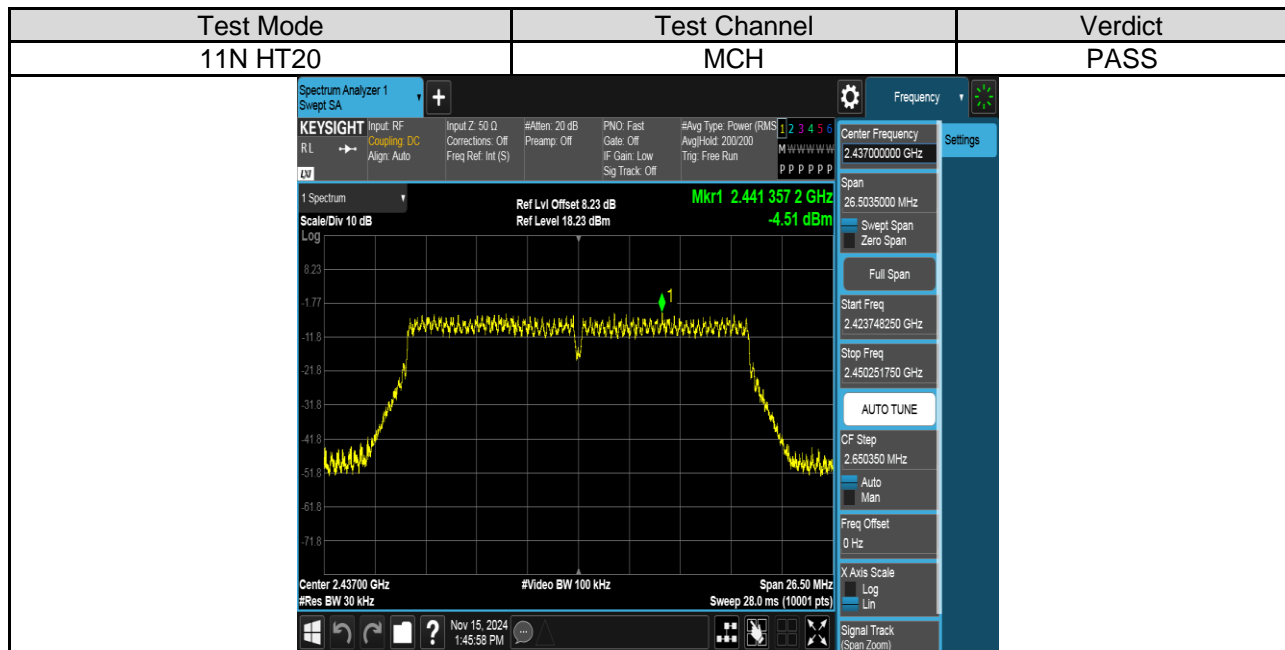 Test Mode Test Channel Verdict
11N HT20 MCH PASS
Spectrum Analyzer 1
Swept SA
+
Frequency
KEYSIGHT
RL
LXI
Input: RF
Coupling: DC
Align: Auto
Input Z: 50 Ω
Corrections: Off
Freq Ref: Int (S)
#Atten: 20 dB
Preamp: Off
PNO: Fast
Gate: Off
IF Gain: Low
Sig Track: Off
#Avg Type: Power (RMS
Avg|Hold: 200/200
Trig: Free Run
1 2 3 4 5 6
M W W W W W
P P P P P P
1 Spectrum
Scale/Div 10 dB
Ref Lvl Offset 8.23 dB
Ref Level 18.23 dBm
Mkr1 2.441 357 2 GHz
-4.51 dBm
Log
8.23
-1.77
-11.8
-21.8
-31.8
-41.8
-51.8
-61.8
-71.8
1
Center 2.43700 GHz
#Res BW 30 kHz
#Video BW 100 kHz
Span 26.50 MHz
Sweep 28.0 ms (10001 pts)
?
Nov 15, 2024
1:45:58 PM
Center Frequency
2.437000000 GHz
Span
26.5035000 MHz
Swept Span
Zero Span
Full Span
Start Freq
2.423748250 GHz
Stop Freq
2.450251750 GHz
AUTO TUNE
CF Step
2.650350 MHz
Auto
Man
Freq Offset
0 Hz
X Axis Scale
Log
Lin
Signal Track
(Span Zoom)
Settings